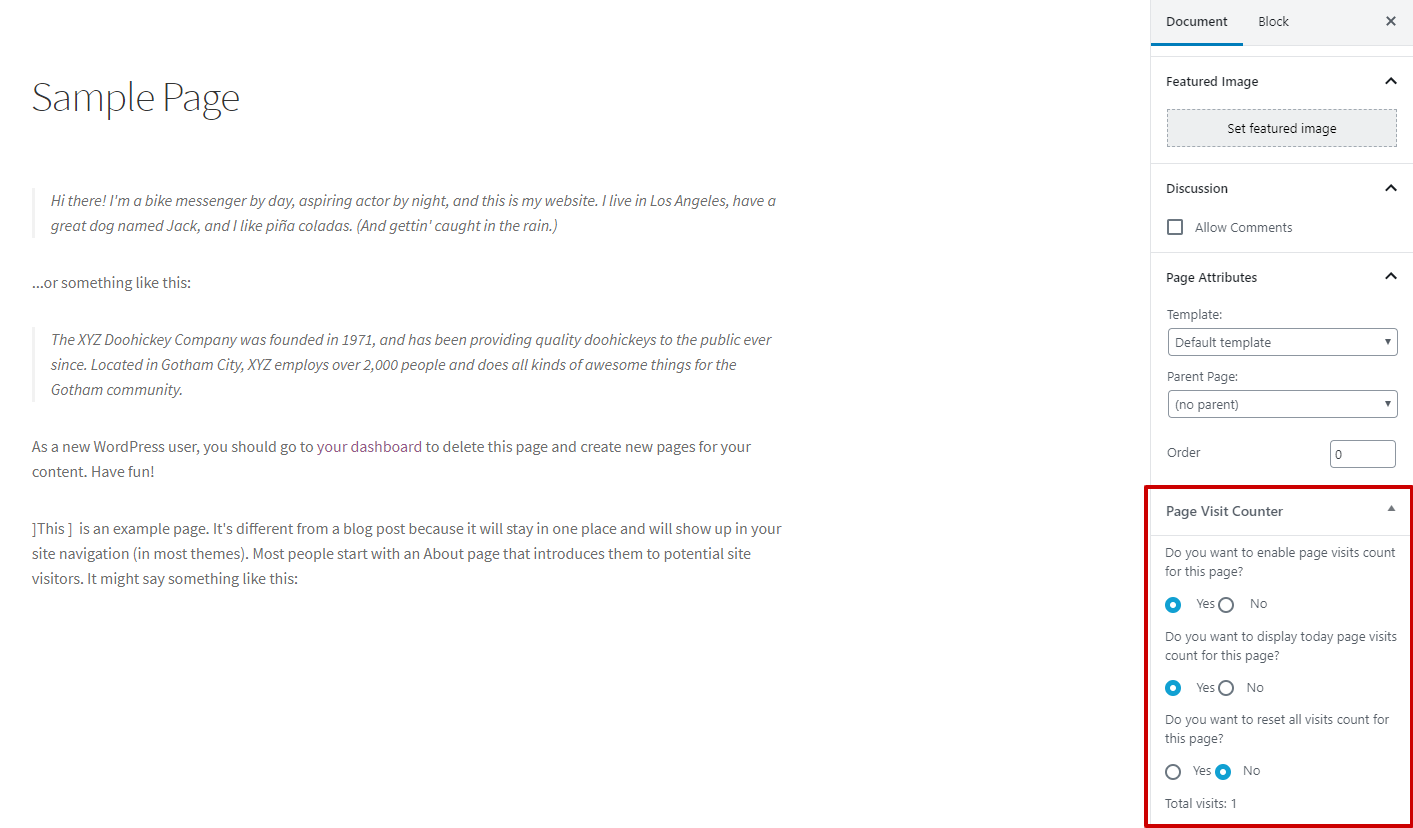 Sample Page
Hi there! I'm a bike messenger by day, aspiring actor by night, and this is my website. I live in Los Angeles, have a
great dog named Jack, and I like piña coladas. (And gettin' caught in the rain.)
...or something like this:
The XYZ Doohickey Company was founded in 1971, and has been providing quality doohickeys to the public ever
since. Located in Gotham City, XYZ employs over 2,000 people and does all kinds of awesome things for the
Gotham community.
As a new WordPress user, you should go to your dashboard to delete this page and create new pages for your
content. Have fun!
]This ]  is an example page. It's different from a blog post because it will stay in one place and will show up in your
site navigation (in most themes). Most people start with an About page that introduces them to potential site
visitors. It might say something like this:
Document Block
Featured Image
Set featured image
Discussion
Allow Comments
Page Attributes
Template:
Default template
Parent Page:
(no parent)
Order 0
Page Visit Counter
Do you want to enable page visits count
for this page?
Yes No
Do you want to display today page visits
count for this page?
Yes No
Do you want to reset all visits count for
this page?
Yes No
Total visits: 1